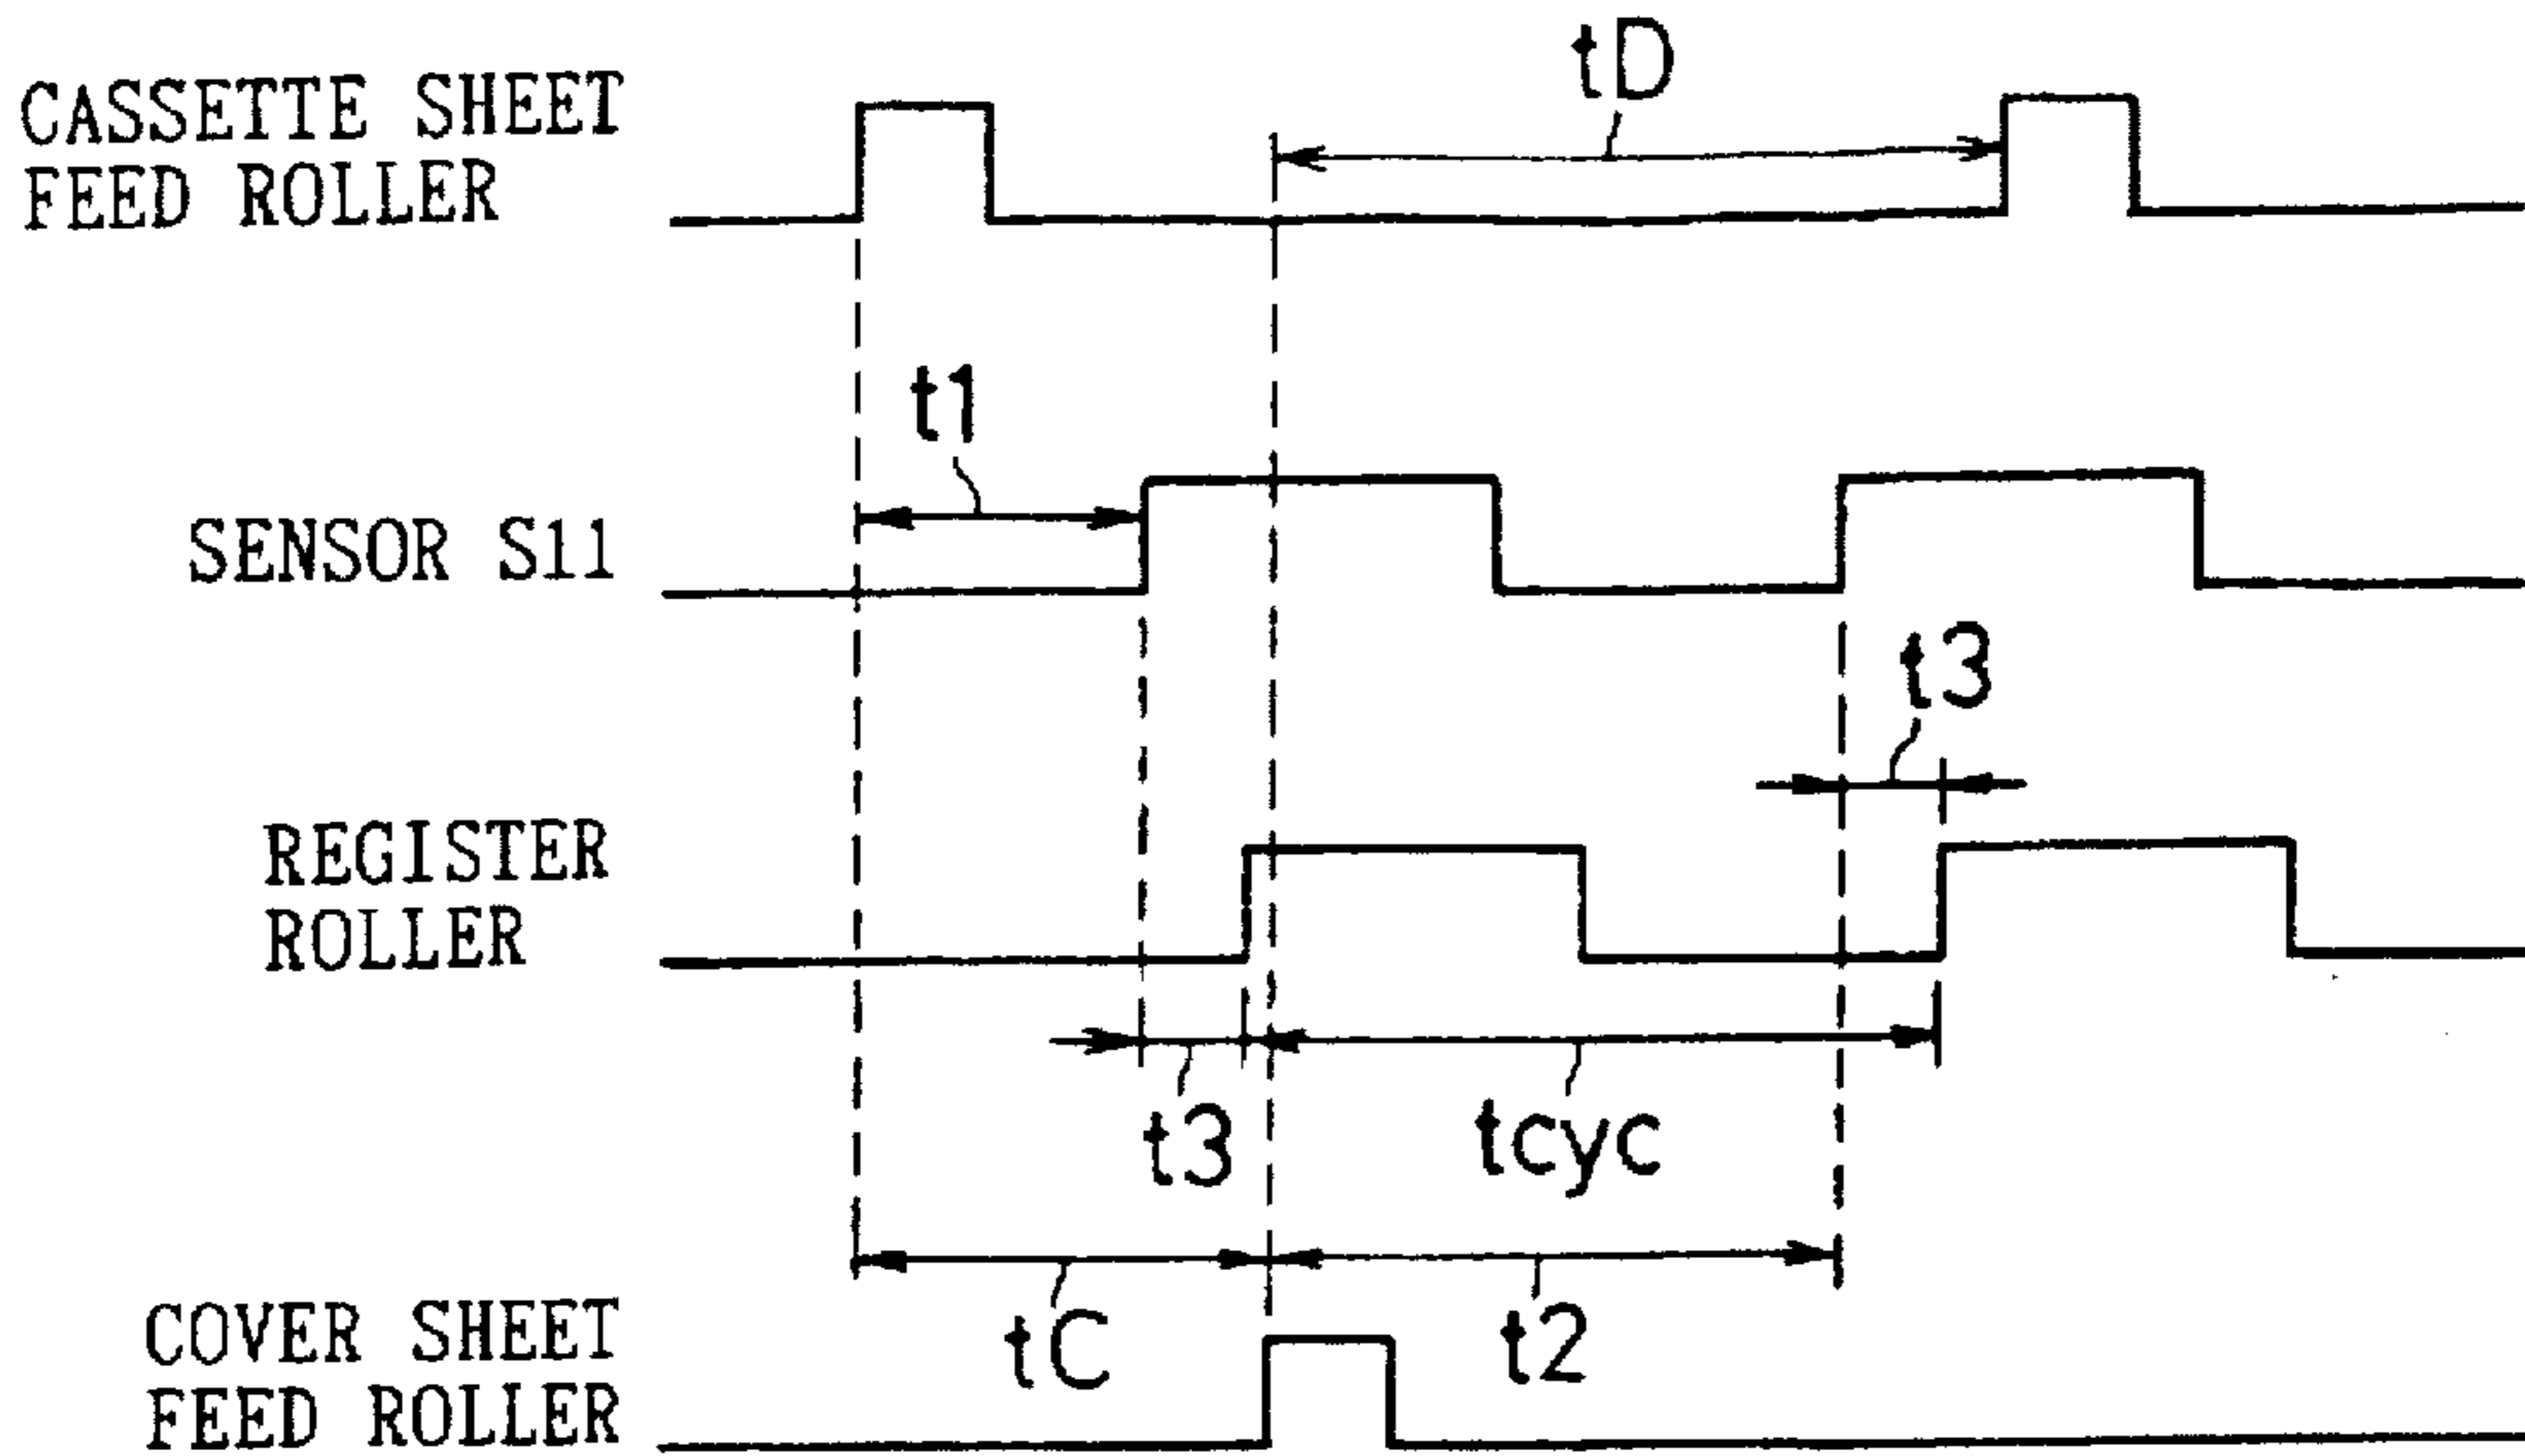 tD
CASSETTE SHEET
FEED ROLLER
t1
SENSOR S11
t3
REGISTER
ROLLER
t3
tcyc
tC
t2
COVER SHEET
FEED ROLLER